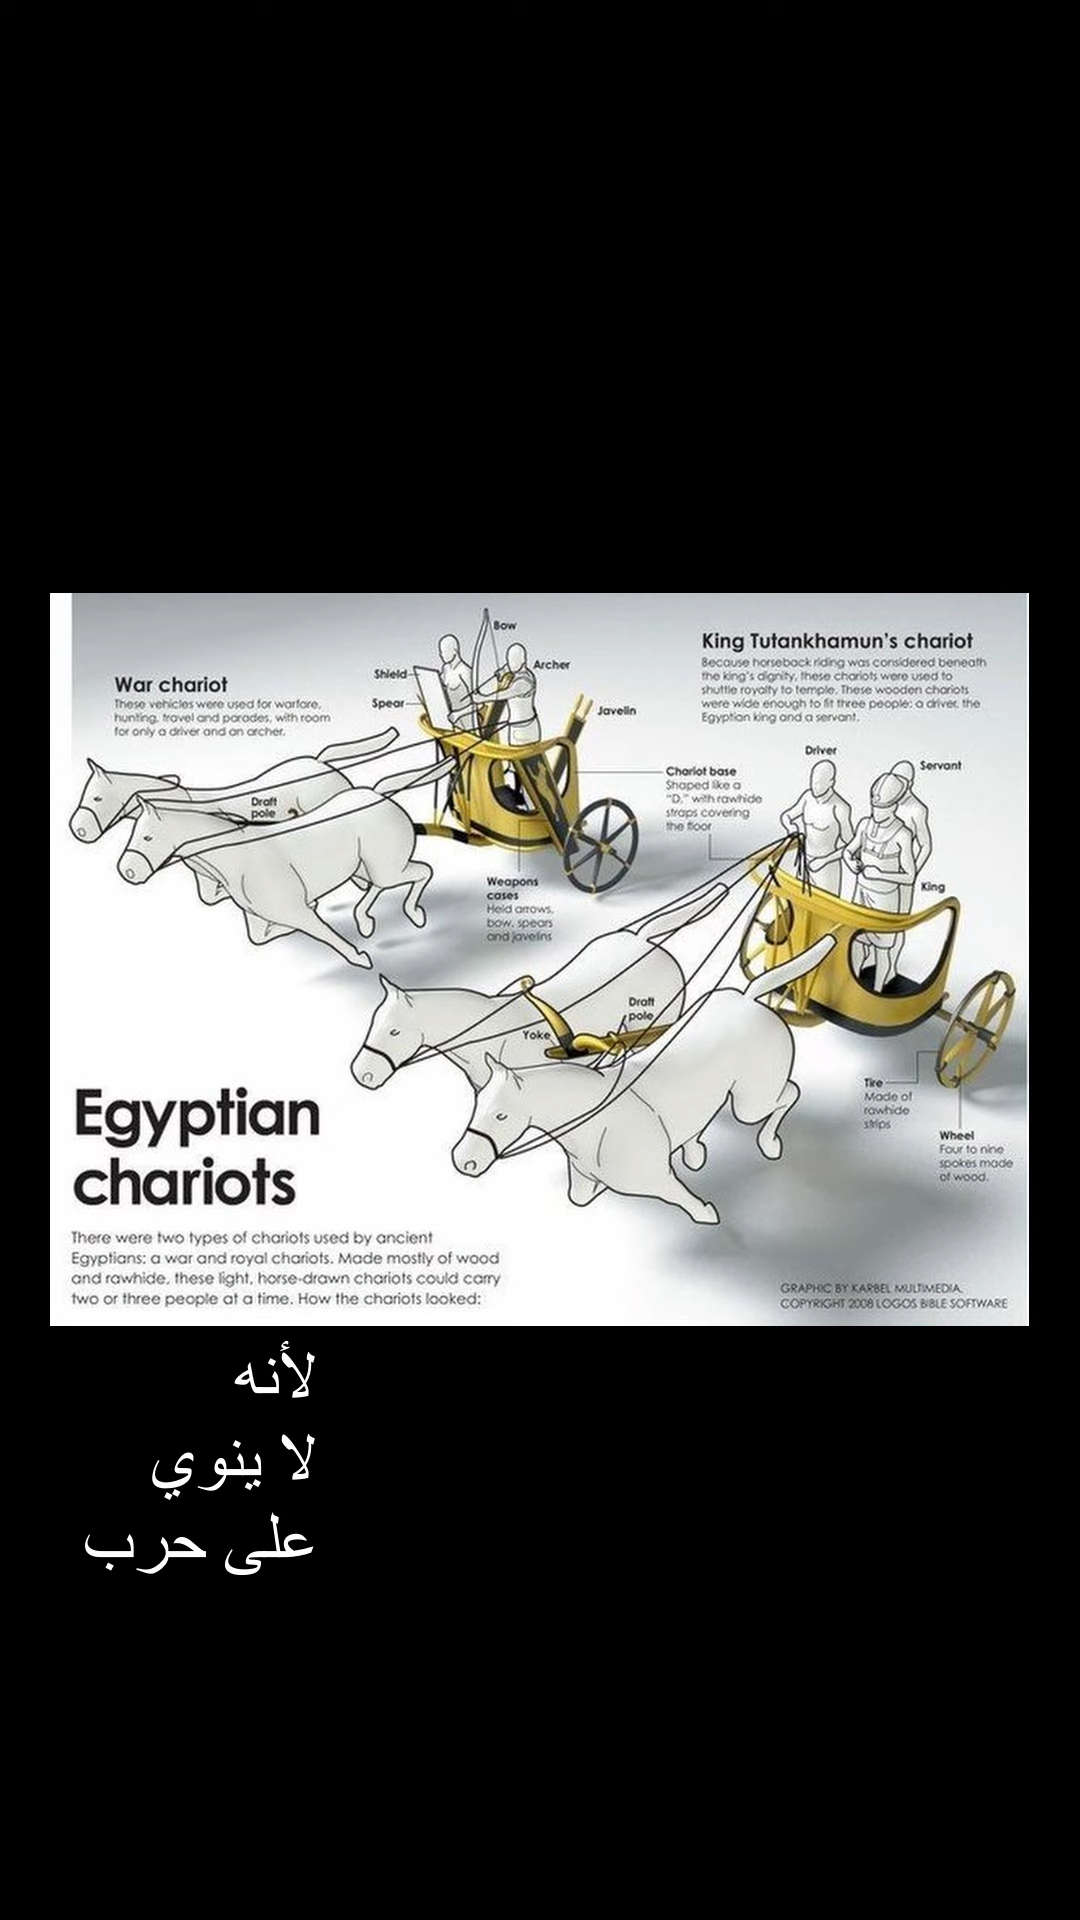 Bow
Shield
Archer
Spear
Javelin
War chariot
These vehicles were used for warfare,
hunting, travel and parades, with room
for only a driver and an archer.
King Tutankhamun's chariot
Because horseback riding was considered beneath
the king's dignity, these chariots were used to
shuttle royalty to temple. These wooden chariots
were wide enough to fit three people: a driver, the
Egyptian king and a servant.
Draft
pole
Chariot base
Shaped like a
"D," with rawhide
straps covering
the floor
Driver
Servant
King
Weapons
cases
Held arrows,
bow, spears
and javelins
Draft
pole
Yoke
Tire
Made of
rawhide
strips
Wheel
Four to nine
spokes made
of wood.
Egyptian
chariots
There were two types of chariots used by ancient
Egyptians: a war and royal chariots. Made mostly of wood
and rawhide, these light, horse-drawn chariots could carry
two or three people at a time. How the chariots looked:
GRAPHIC BY KARBEL MULTIMEDIA.
COPYRIGHT 2008 LOGOS BIBLE SOFTWARE
لأنه
لا ينوي
على حرب